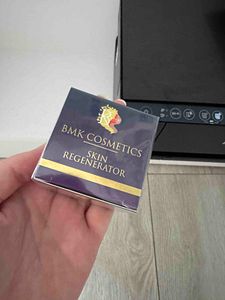 BMK COSMETICS
SKIN
REGENERATOR